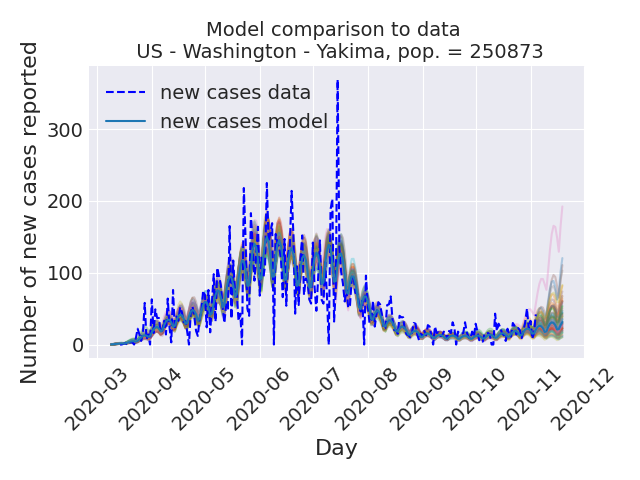 Model comparison to data
US - Washington - Yakima, pop. = 250873
Number of new cases reported
new cases data
new cases model
300
200
100
0
2020-03
2020-04
2020-05
2020-06
2020-07
2020-08
2020-09
2020-10
2020-11
2020-12
Day